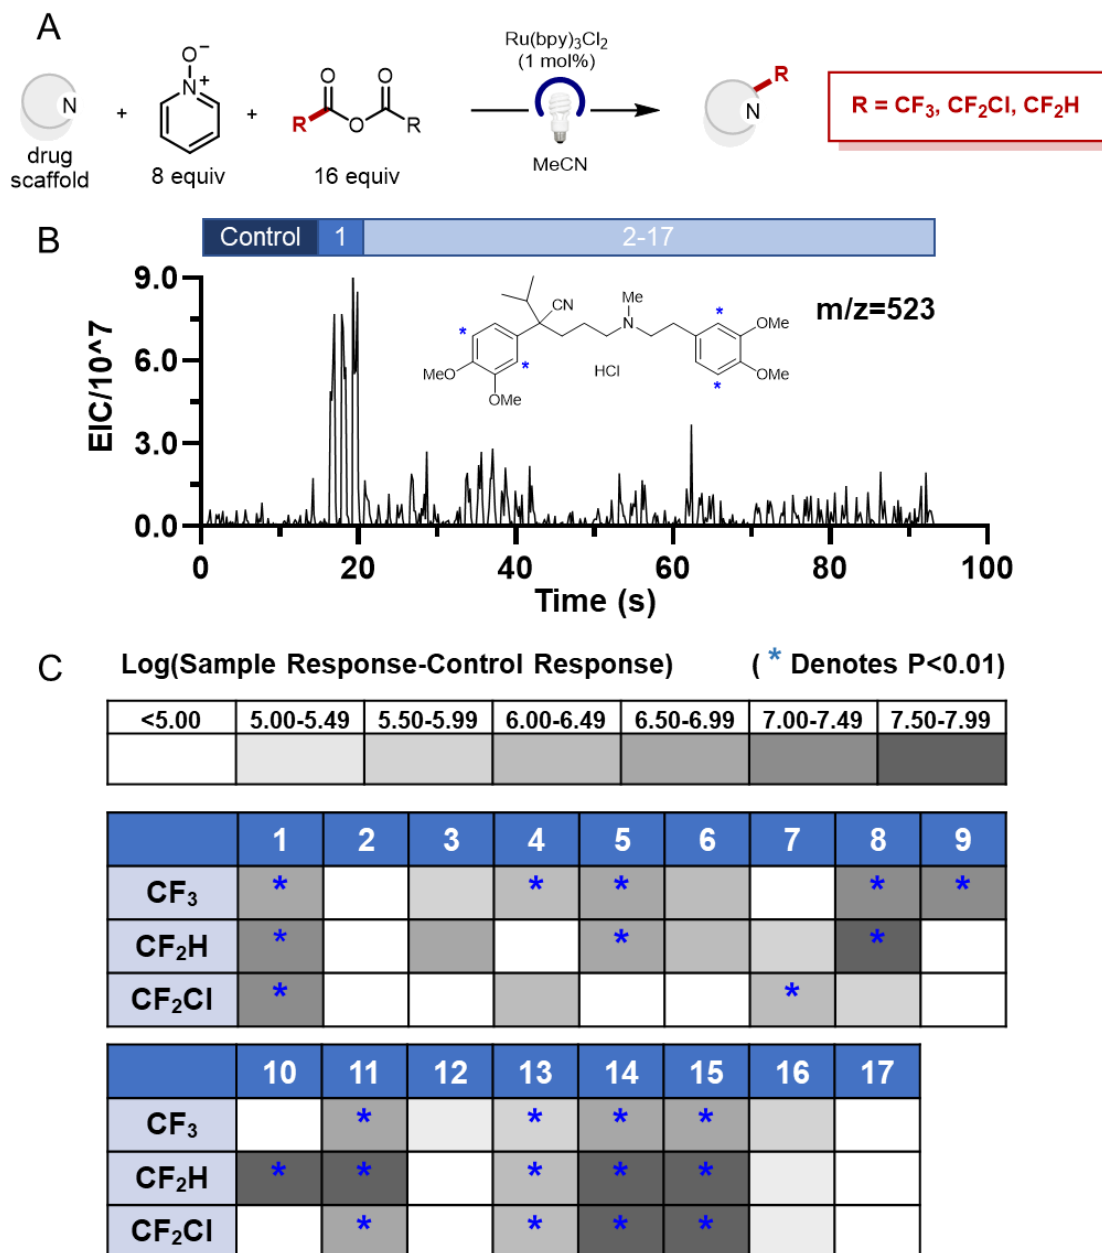 A
O⁻
N⁺
N
drug
scaffold
+
8 equiv
+
O O
R O R
16 equiv
Ru(bpy)₃Cl₂
(1 mol%)
MeCN
R
N
R = CF₃, CF₂Cl, CF₂H
B
Control 1 2-17
9.0
6.0
3.0
0.0
EIC/10^7
m/z=523
CN
Me
N
*
*
*
*
MeO
OMe
HCl
OMe
OMe
0 20 40 60 80 100
Time (s)
C
Log(Sample Response-Control Response) ( * Denotes P<0.01)
<5.00 5.00-5.49 5.50-5.99 6.00-6.49 6.50-6.99 7.00-7.49 7.50-7.99
1 2 3 4 5 6 7 8 9
CF₃ * * * * *
CF₂H * * *
CF₂Cl * *
10 11 12 13 14 15 16 17
CF₃ * * * *
CF₂H * * * * *
CF₂Cl * * * *